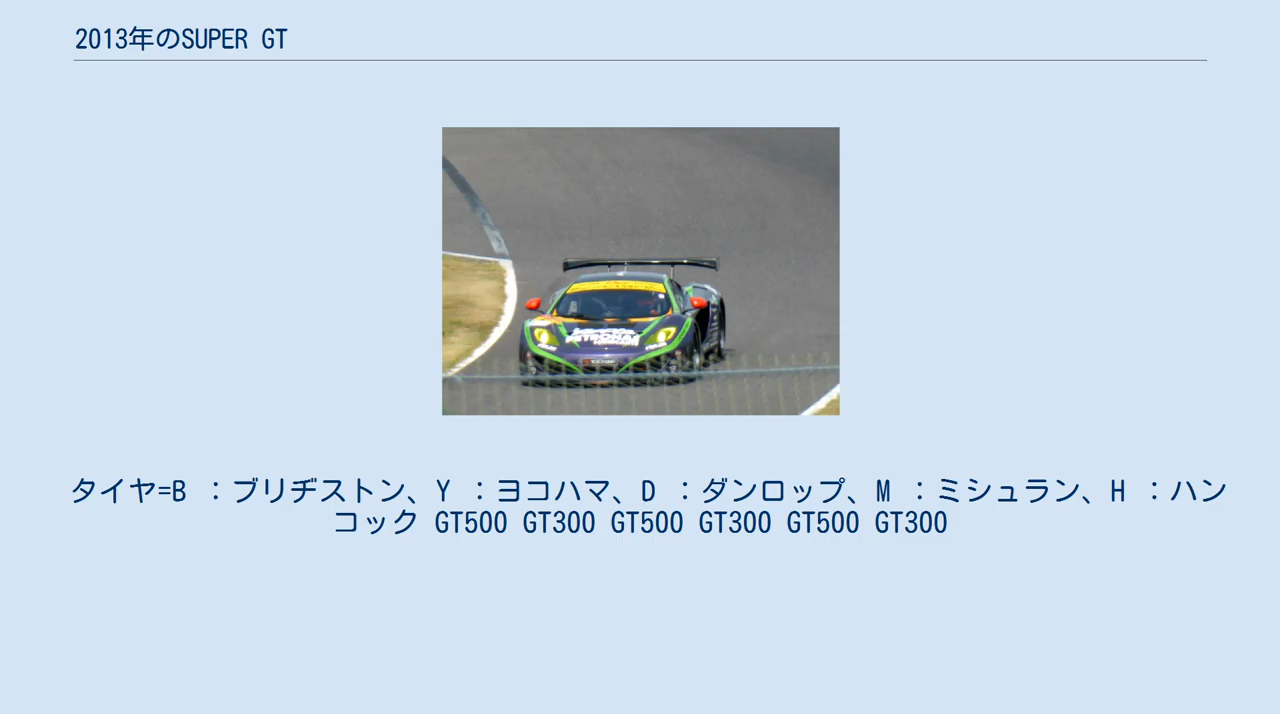 2013年のSUPER GT
PETRONAS
YOKOHAMA
タイヤ=B ：ブリヂストン、Y ：ヨコハマ、D ：ダンロップ、M ：ミシュラン、H ：ハン
コック GT500 GT300 GT500 GT300 GT500 GT300